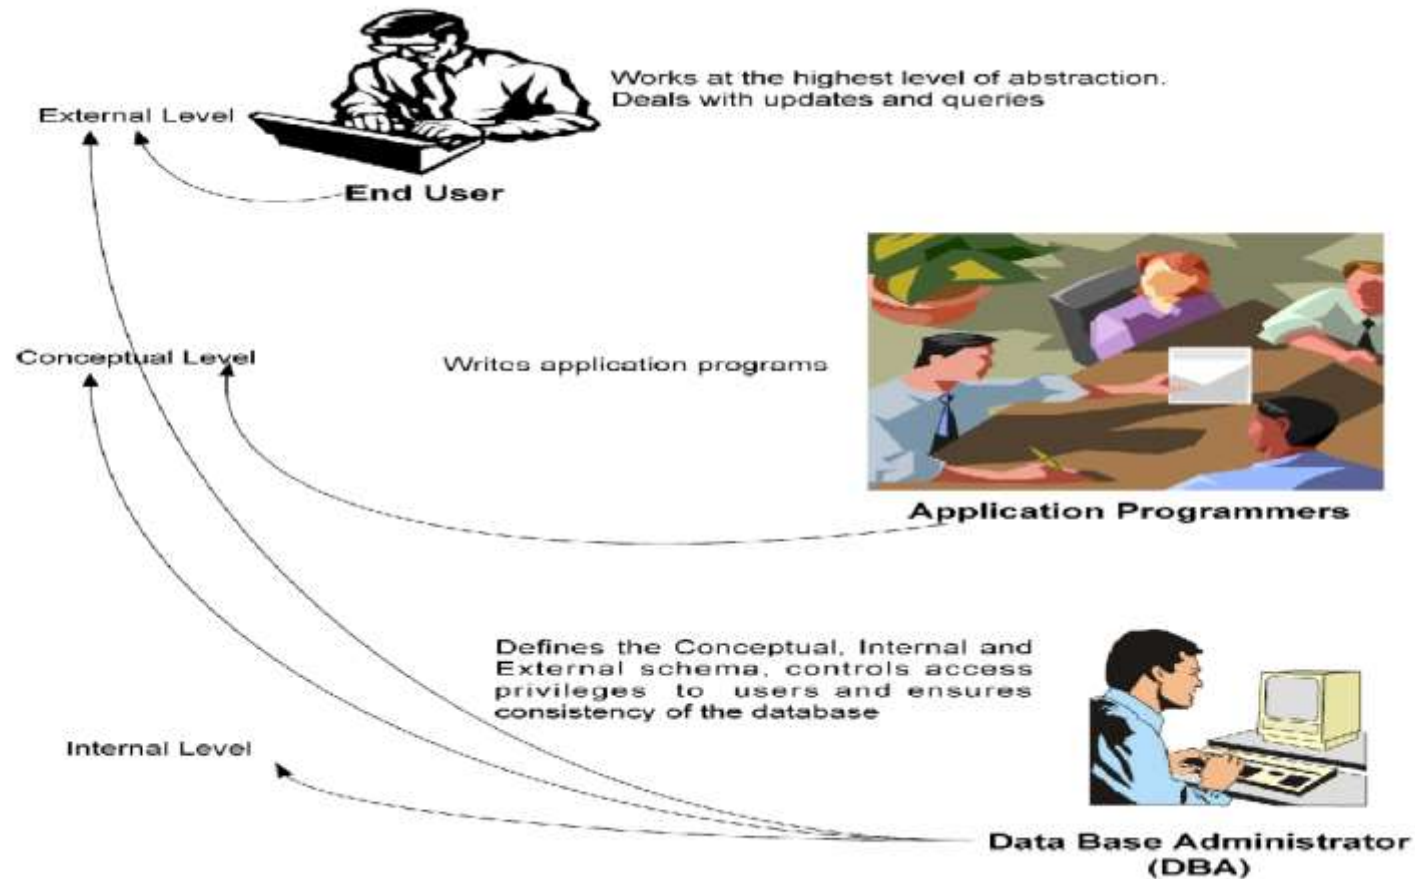 Works at the highest level of abstraction.
Deals with updates and queries
External Level
End User
Conceptual Level
Writes application programs
Application Programmers
Defines the Conceptual, Internal and
External schema, controls access
privileges to users and ensures
consistency of the database
Internal Level
Data Base Administrator
(DBA)